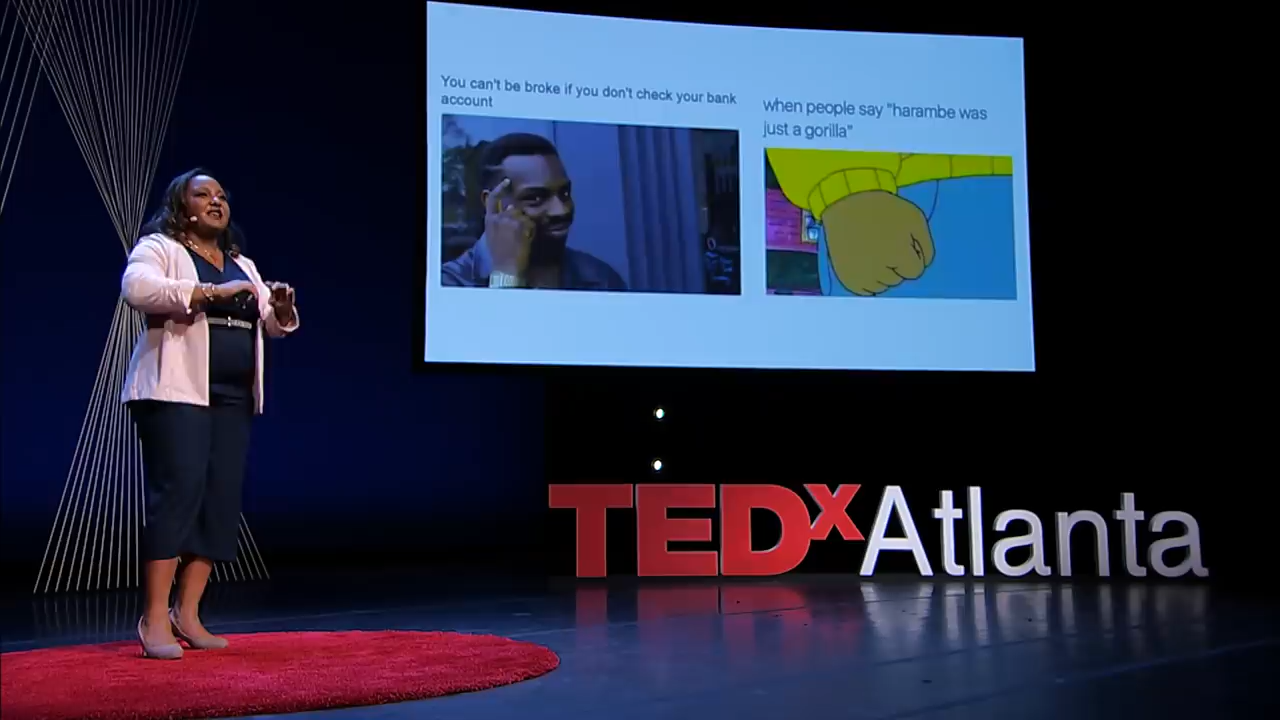 You can't be broke if you don't check your bank
account
when people say "harambe was
just a gorilla"
TEDxAtlanta